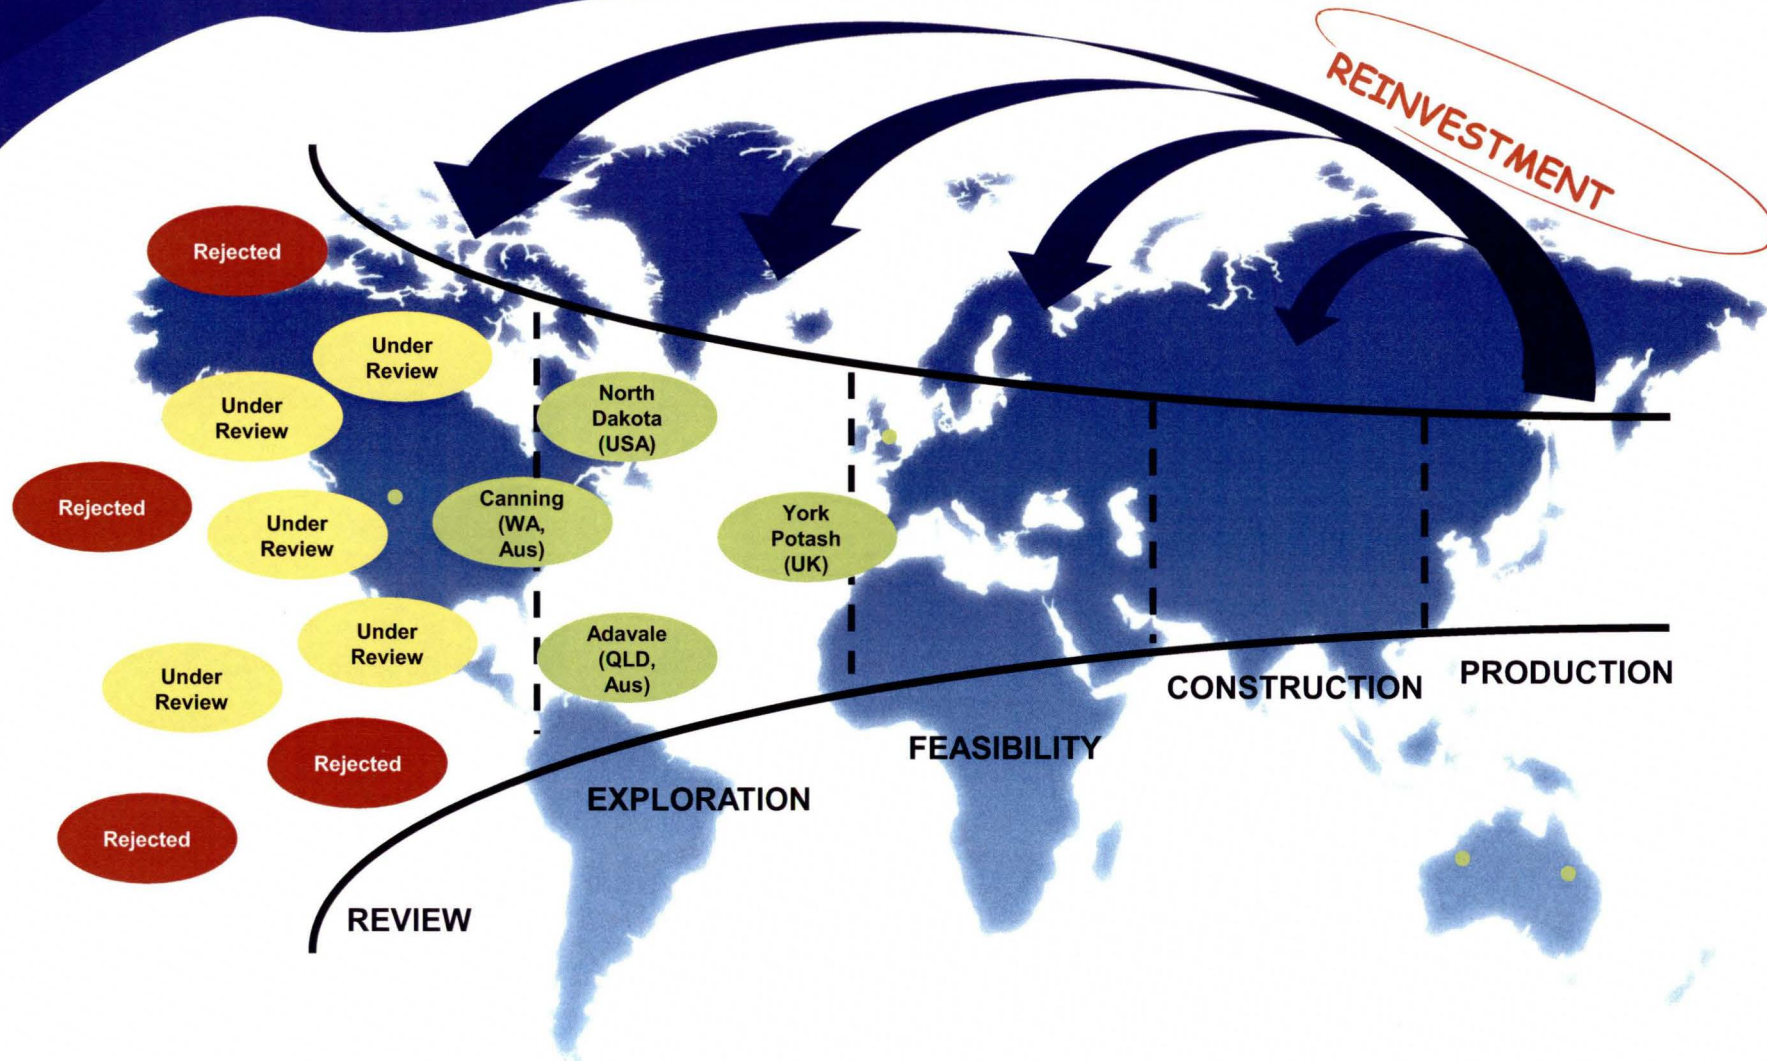 REINVESTMENT
Rejected
Under
Review
Under
Review
North
Dakota
(USA)
Rejected
Under
Review
Canning
(WA,
Aus)
York
Potash
(UK)
Under
Review
Adavale
(QLD,
Aus)
Under
Review
Rejected
Rejected
REVIEW
EXPLORATION
FEASIBILITY
CONSTRUCTION
PRODUCTION